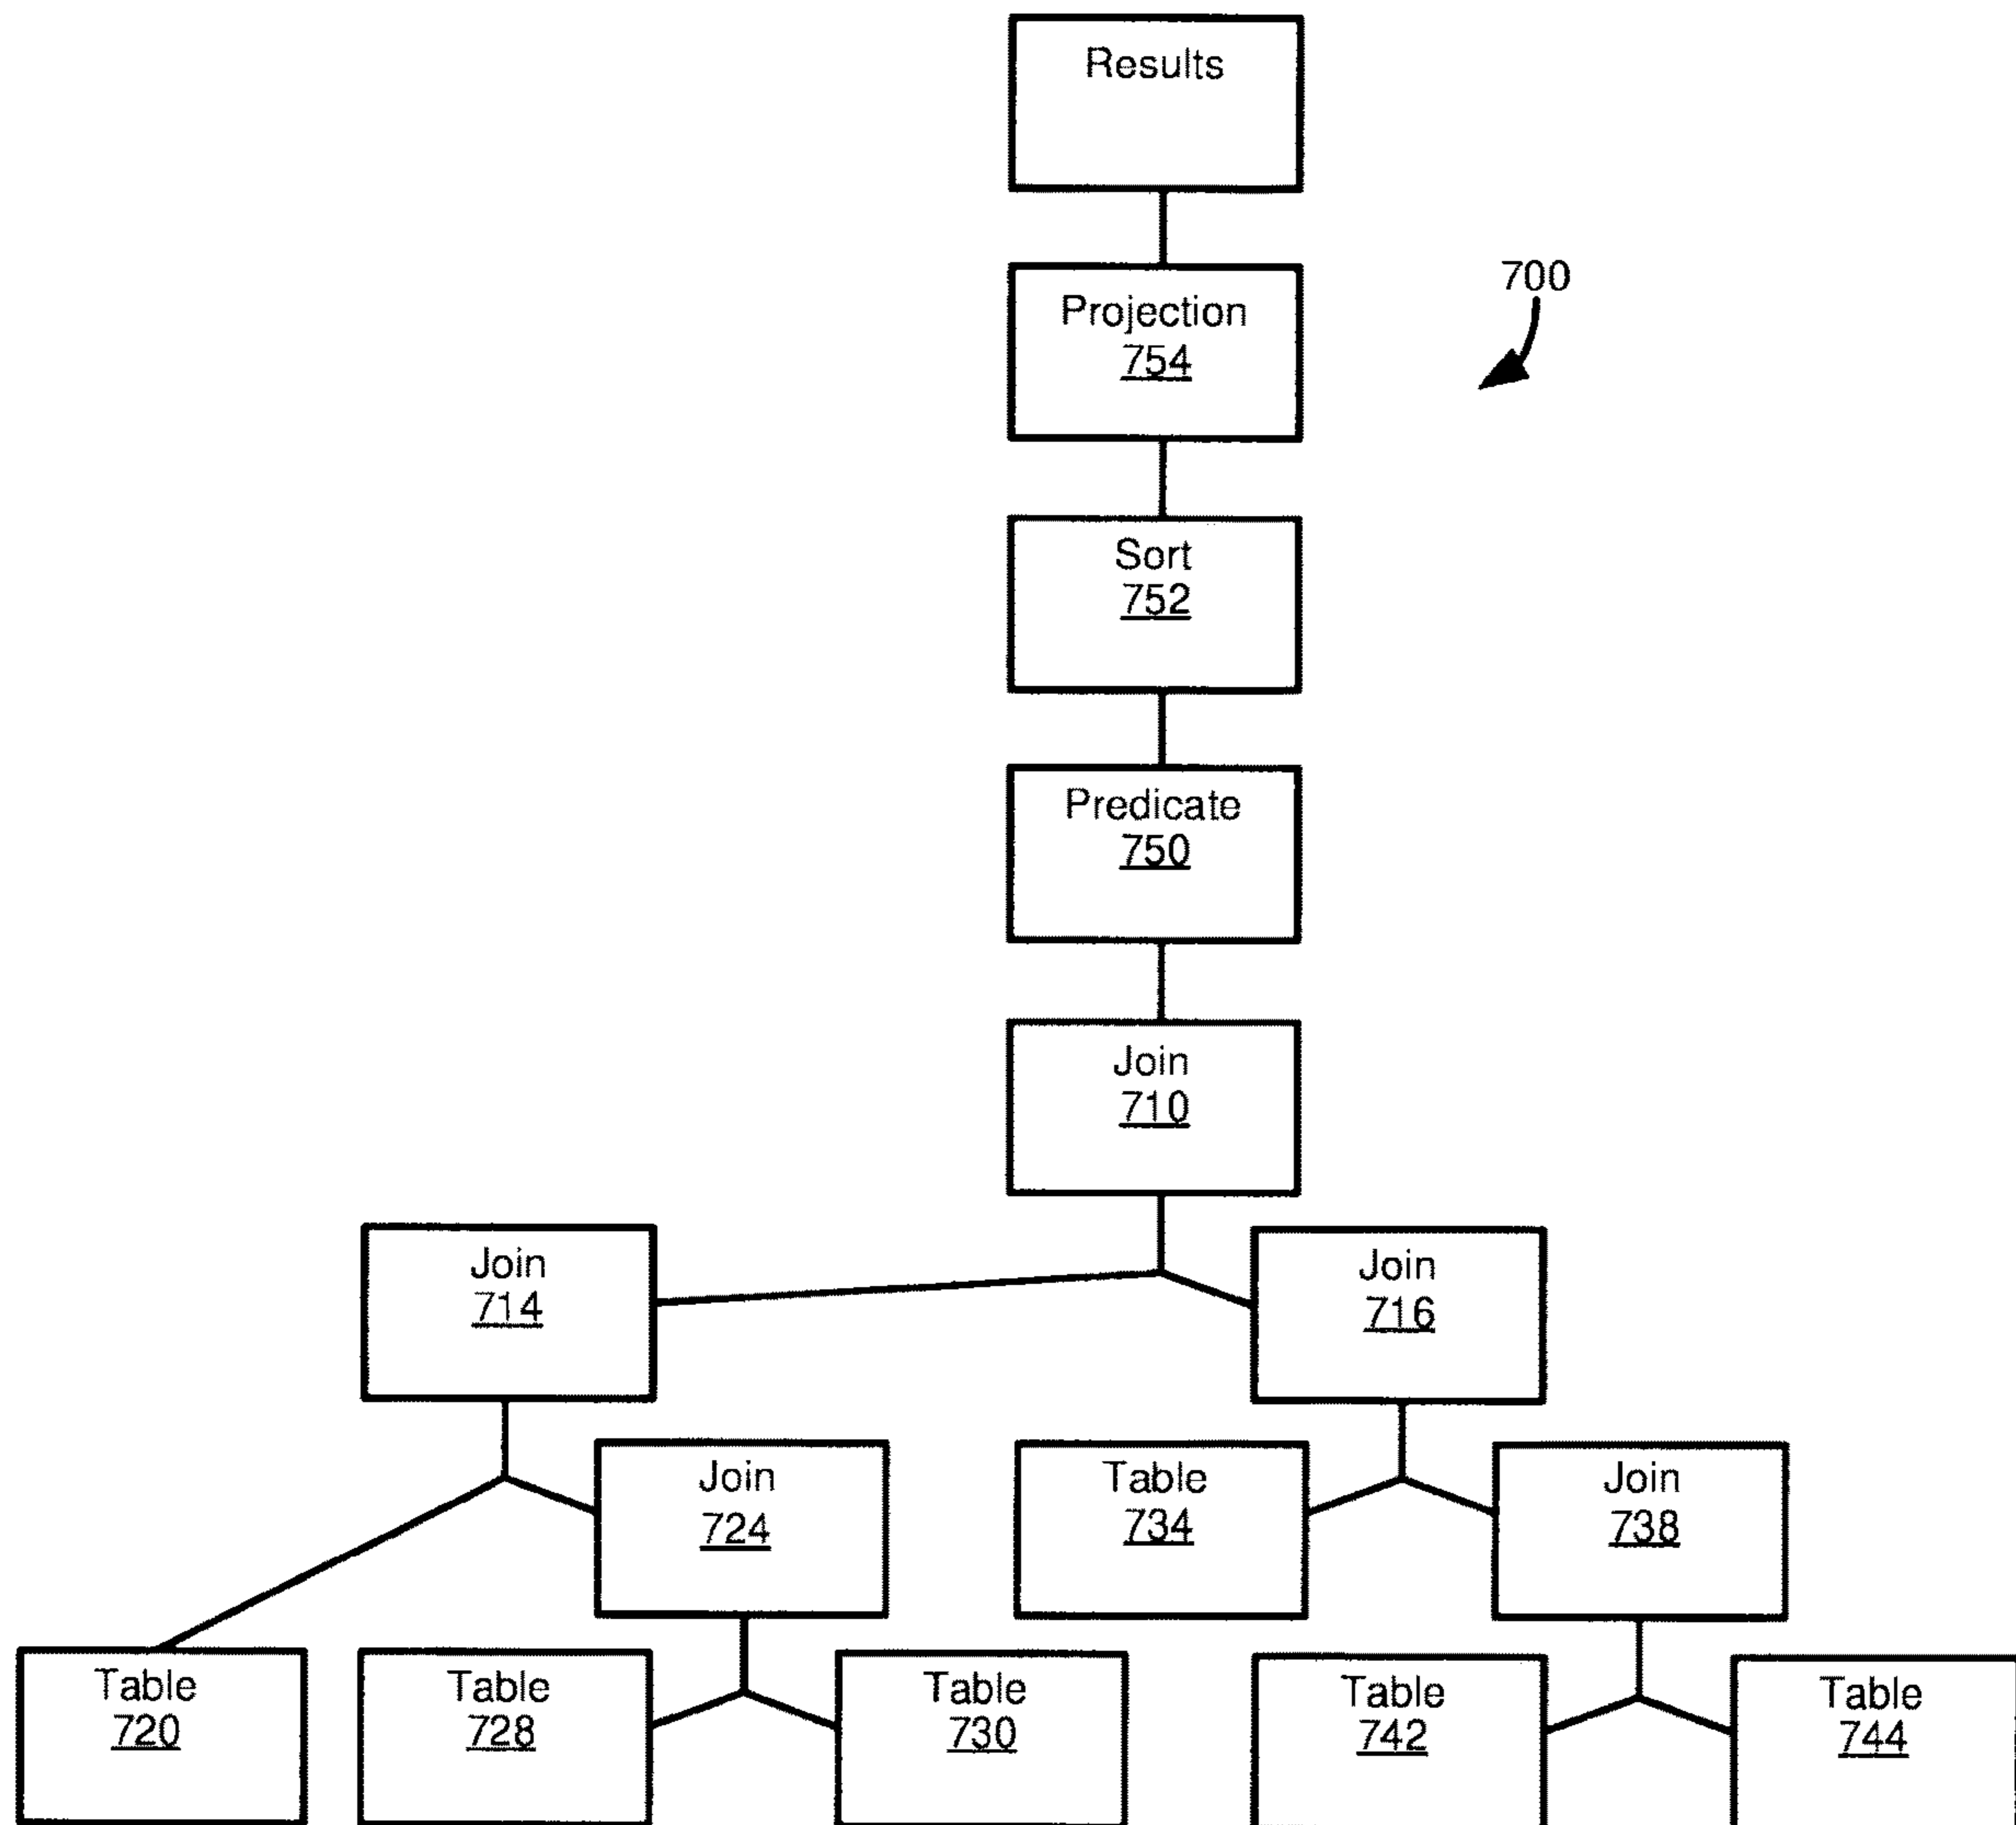 Results
Projection
754
700
Sort
752
Predicate
750
Join
710
Join
714
Join
716
Join
724
Table
734
Join
738
Table
720
Table
728
Table
730
Table
742
Table
744